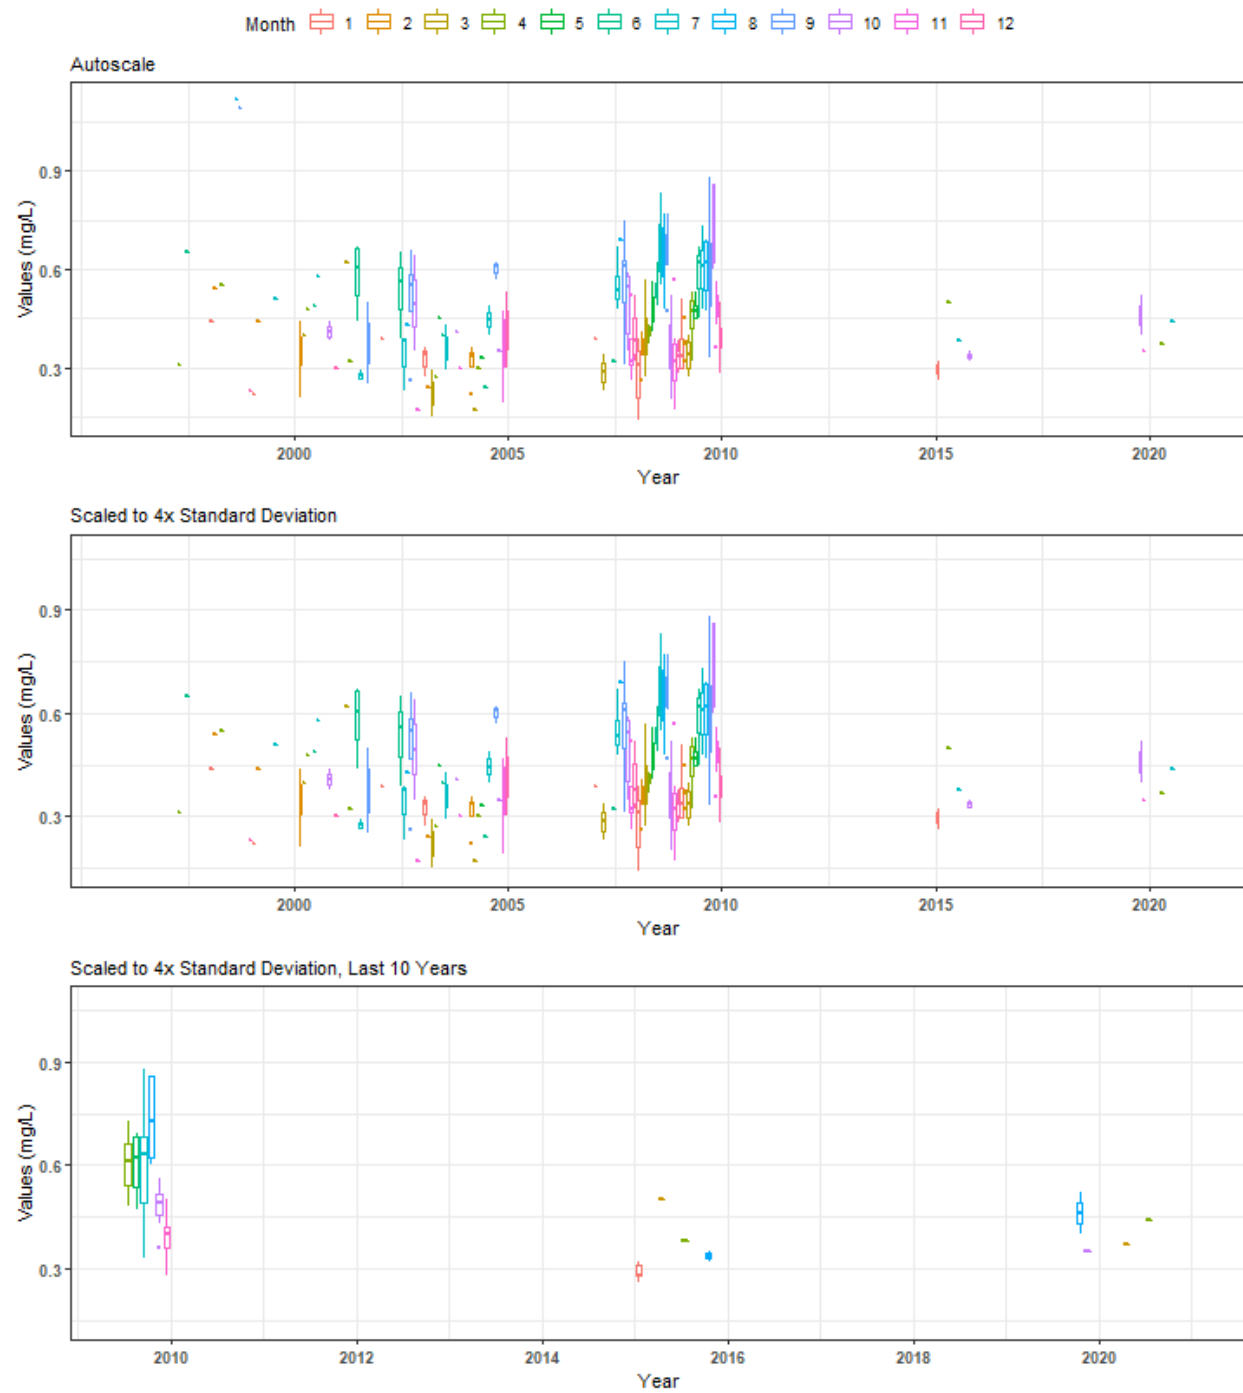 Month 1 2 3 4 5 6 7 8 9 10 11 12
Autoscale
0.9
0.6
0.3
Values (mg/L)
2000 2005 2010 2015 2020
Year
Scaled to 4x Standard Deviation
0.9
0.6
0.3
Values (mg/L)
2000 2005 2010 2015 2020
Year
Scaled to 4x Standard Deviation, Last 10 Years
0.9
0.6
0.3
Values (mg/L)
2010 2012 2014 2016 2018 2020
Year